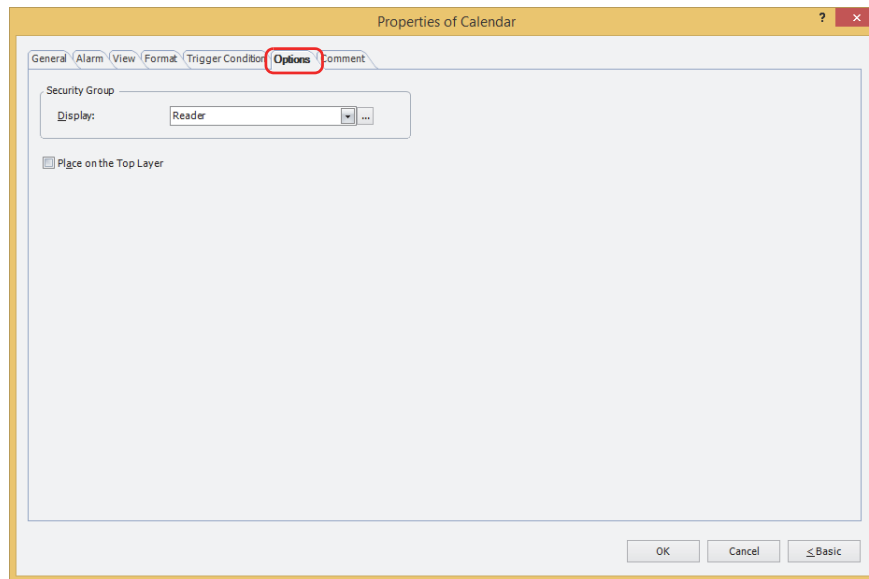 Properties of Calendar ? ×
General Alarm View Format Trigger Condition Options Comment
Security Group
Display: Reader ...
Place on the Top Layer
OK Cancel < Basic